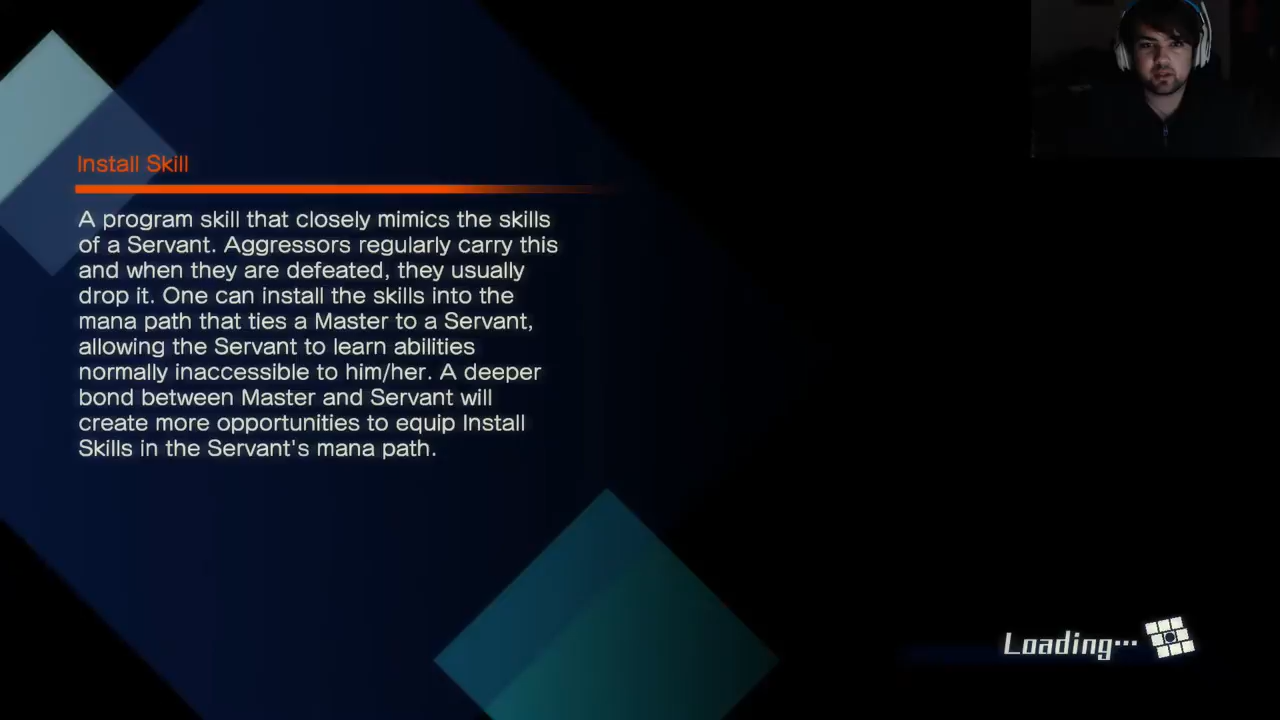 Install Skill
A program skill that closely mimics the skills
of a Servant. Aggressors regularly carry this
and when they are defeated, they usually
drop it. One can install the skills into the
mana path that ties a Master to a Servant,
allowing the Servant to learn abilities
normally inaccessible to him/her. A deeper
bond between Master and Servant will
create more opportunities to equip Install
Skills in the Servant's mana path.
Loading···